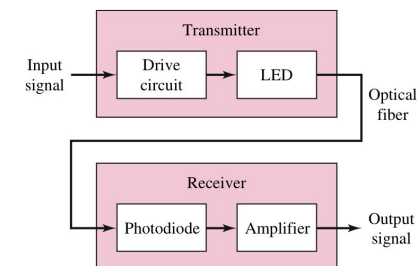 Transmitter
Input
signal
Drive
circuit
LED
Optical
fiber
Receiver
Photodiode
Amplifier
Output
signal